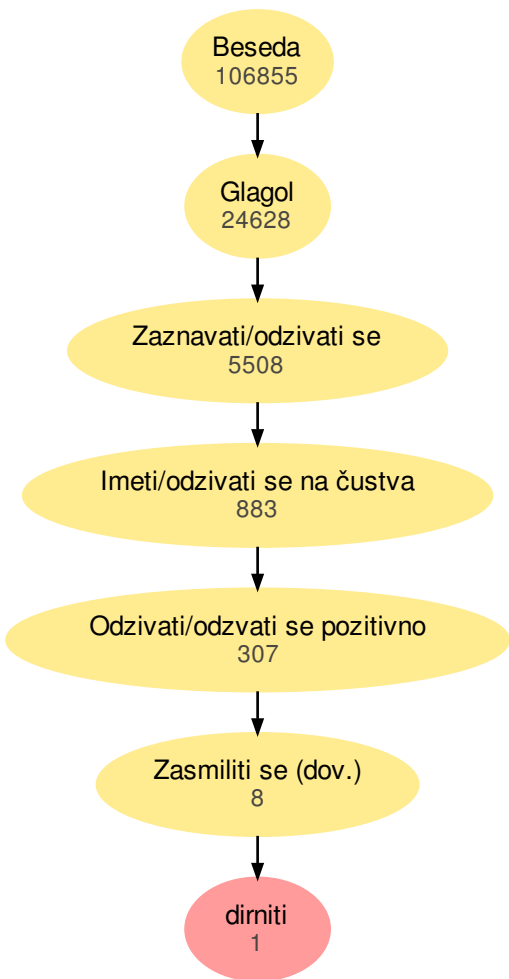 Beseda
106855
Glagol
24628
Zaznavati/odzivati se
5508
Imeti/odzivati se na čustva
883
Odzivati/odzvati se pozitivno
307
Zasmiliti se (dov.)
8
dirniti
1